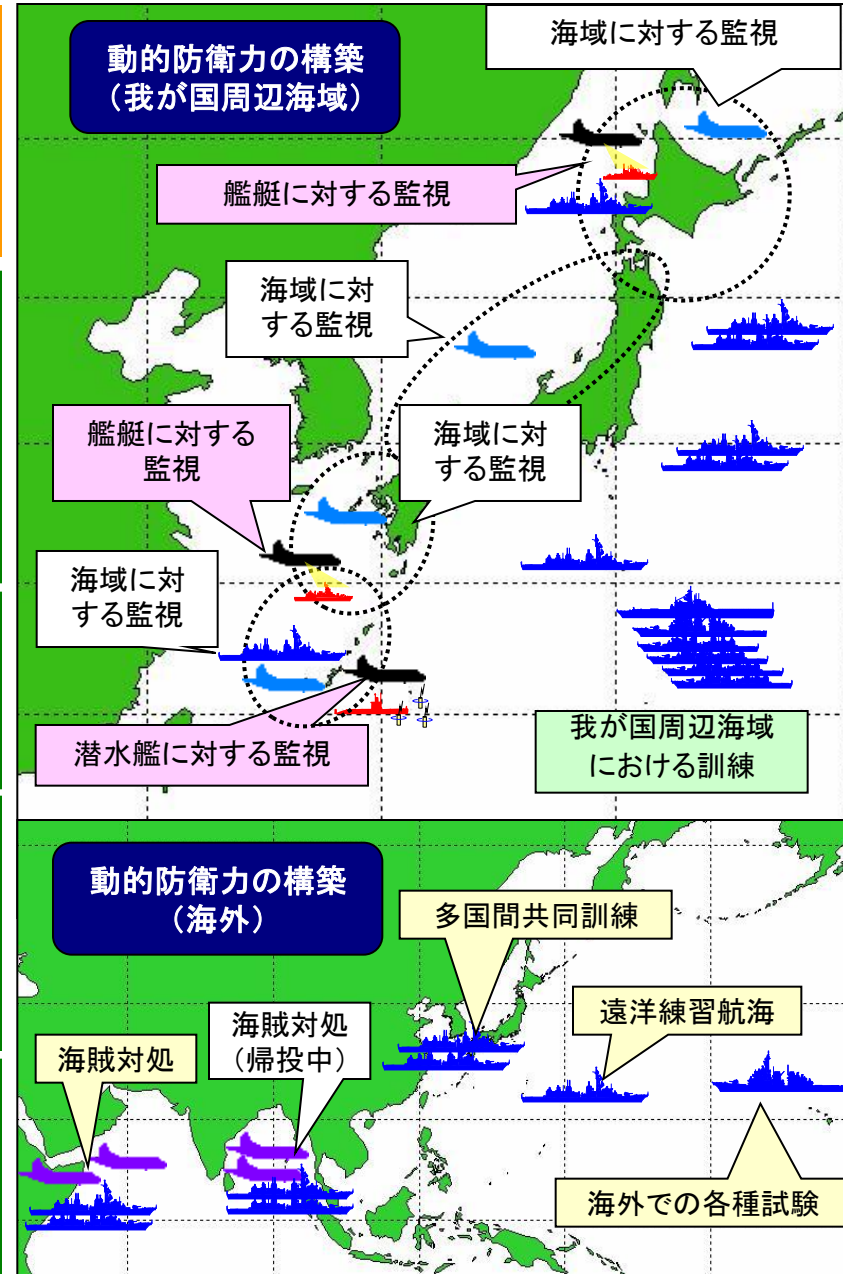 動的防衛力の構築
(我が国周辺海域)
海域に対する監視
艦艇に対する監視
海域に対
する監視
艦艇に対する
監視
海域に対
する監視
海域に対
する監視
潜水艦に対する監視
我が国周辺海域
における訓練
動的防衛力の構築
(海外)
多国間共同訓練
海賊対処
(帰投中)
遠洋練習航海
海賊対処
海外での各種試験